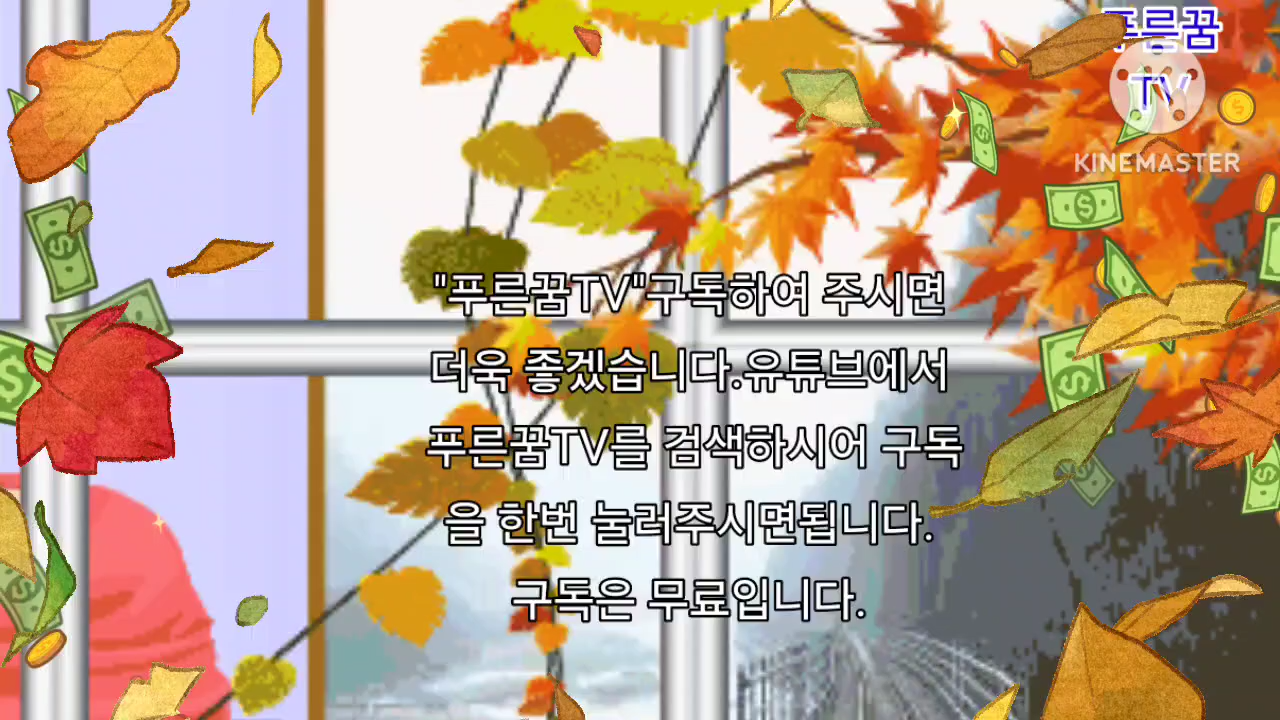 푸른꿈
TV
KINEMASTER
"푸른꿈TV"구독하여 주시면
더욱 좋겠습니다.유튜브에서
푸른꿈TV를 검색하시어 구독
을 한번 눌러주시면됩니다.
구독은 무료입니다.